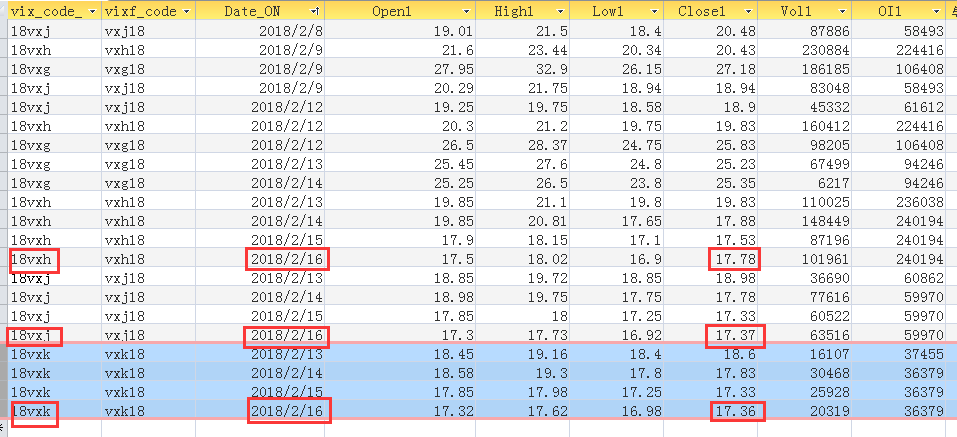 vix_code_ vixf_code Date_ON Open1 High1 Low1 Close1 Vol1 OI1
18vxj vxj18 2018/2/8 19.01 21.5 18.4 20.48 87886 58493
18vxh vxh18 2018/2/9 21.6 23.44 20.34 20.43 230884 224416
18vxg vxg18 2018/2/9 27.95 32.9 26.15 27.18 186185 106408
18vxj vxj18 2018/2/9 20.29 21.75 18.94 18.94 83048 58493
18vxj vxj18 2018/2/12 19.25 19.75 18.58 18.9 45332 61612
18vxh vxh18 2018/2/12 20.3 21.2 19.75 19.83 160412 224416
18vxg vxg18 2018/2/12 26.5 28.37 24.75 25.83 98205 106408
18vxg vxg18 2018/2/13 25.45 27.6 24.8 25.23 67499 94246
18vxg vxg18 2018/2/14 25.25 26.5 23.8 25.35 6217 94246
18vxh vxh18 2018/2/13 19.85 21.1 19.8 19.83 110025 236038
18vxh vxh18 2018/2/14 19.85 20.81 17.65 17.88 148449 240194
18vxh vxh18 2018/2/15 17.9 18.15 17.1 17.53 87196 240194
18vxh vxh18 2018/2/16 17.5 18.02 16.9 17.78 101961 240194
18vxj vxj18 2018/2/13 18.85 19.72 18.85 18.98 36690 60862
18vxj vxj18 2018/2/14 18.98 19.75 17.75 17.78 77616 59970
18vxj vxj18 2018/2/15 17.85 18 17.25 17.33 60522 59970
18vxj vxj18 2018/2/16 17.3 17.73 16.92 17.37 63516 59970
18vxk vxk18 2018/2/13 18.45 19.16 18.4 18.6 16107 37455
18vxk vxk18 2018/2/14 18.58 19.3 17.8 17.83 30468 36379
18vxk vxk18 2018/2/15 17.85 17.98 17.25 17.33 25928 36379
18vxk vxk18 2018/2/16 17.32 17.62 16.98 17.36 20319 36379